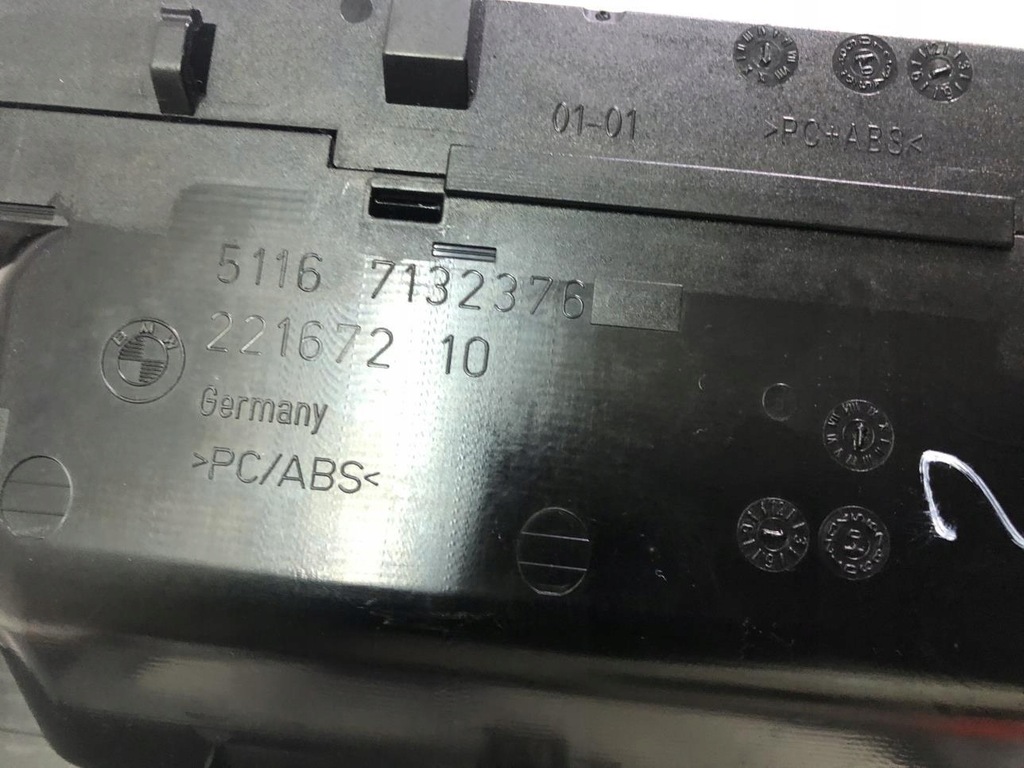 01-01
>PC+ABS<
5116 7132376
221672 10
BMW
Germany
>PC/ABS<